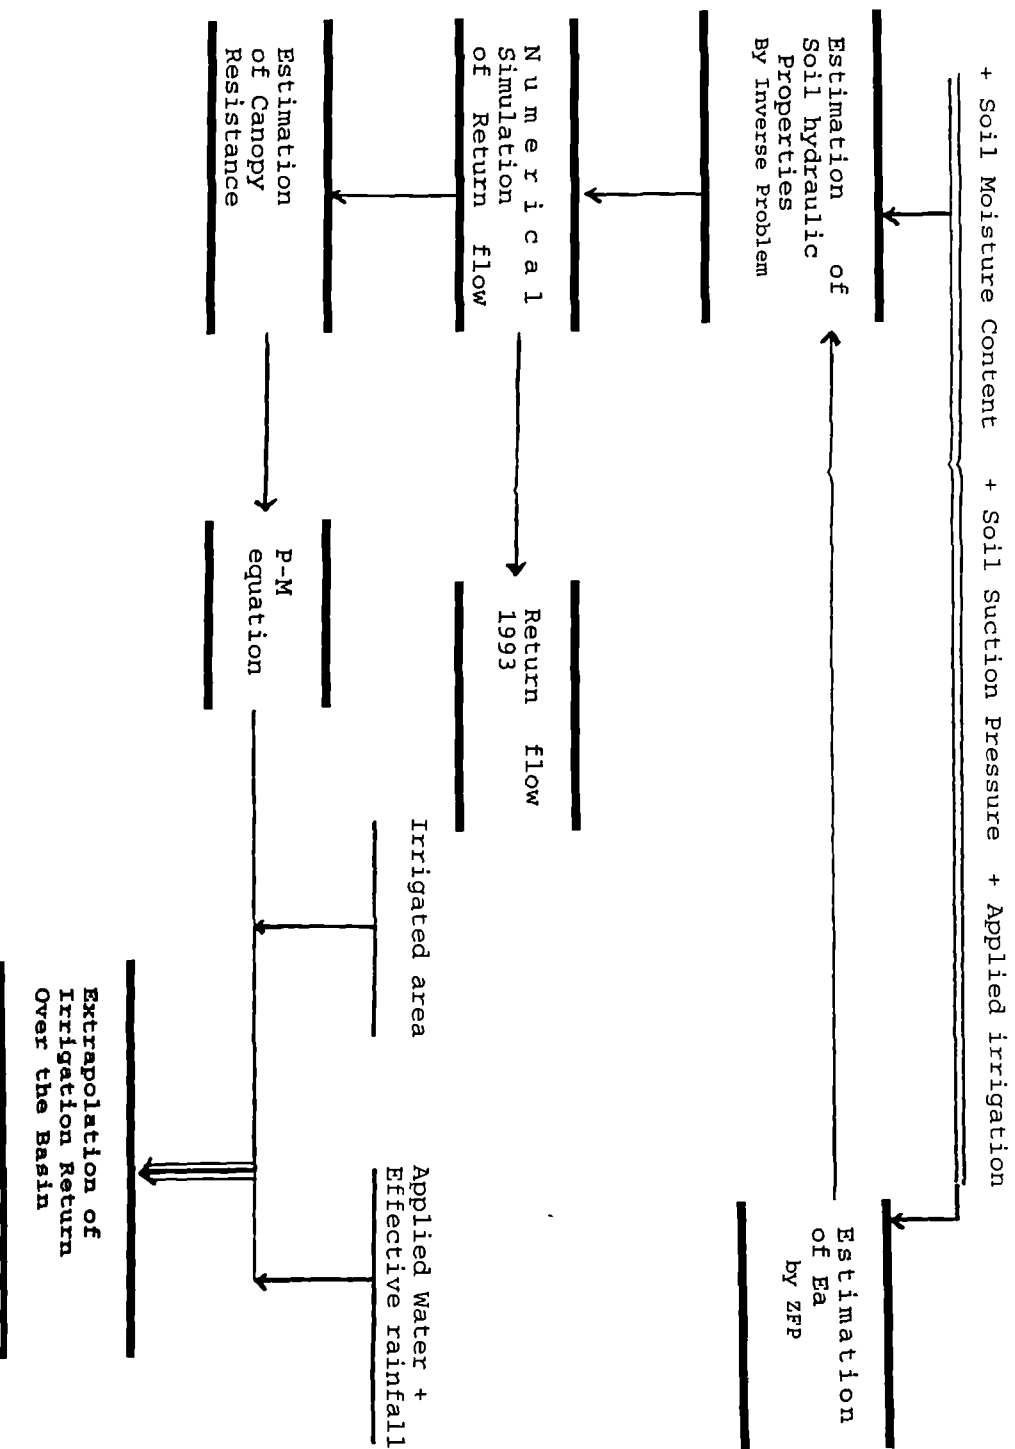 + Soil Moisture Content + Soil Suction Pressure + Applied irrigation
Estimation of
Soil hydraulic
Properties
By Inverse Problem
Estimation
of Ea
by ZFP
Numerical
Simulation
of Return flow
Return flow
1993
Estimation
of Canopy
Resistance
P-M
equation
Irrigated area
Applied Water +
Effective rainfall
Extrapolation of
Irrigation Return
Over the Basin